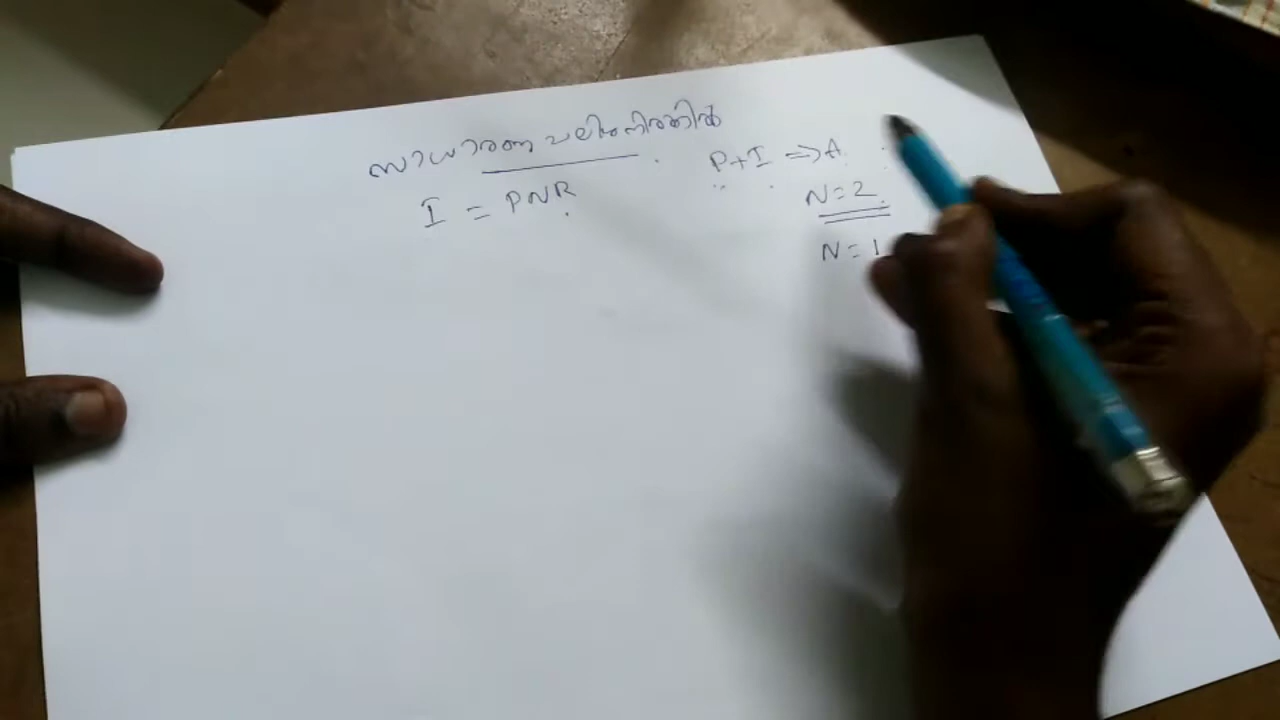 സാധാരണ പലിശനിരക്കിൽ
I = PNR
P+I => A
N=2
N=1